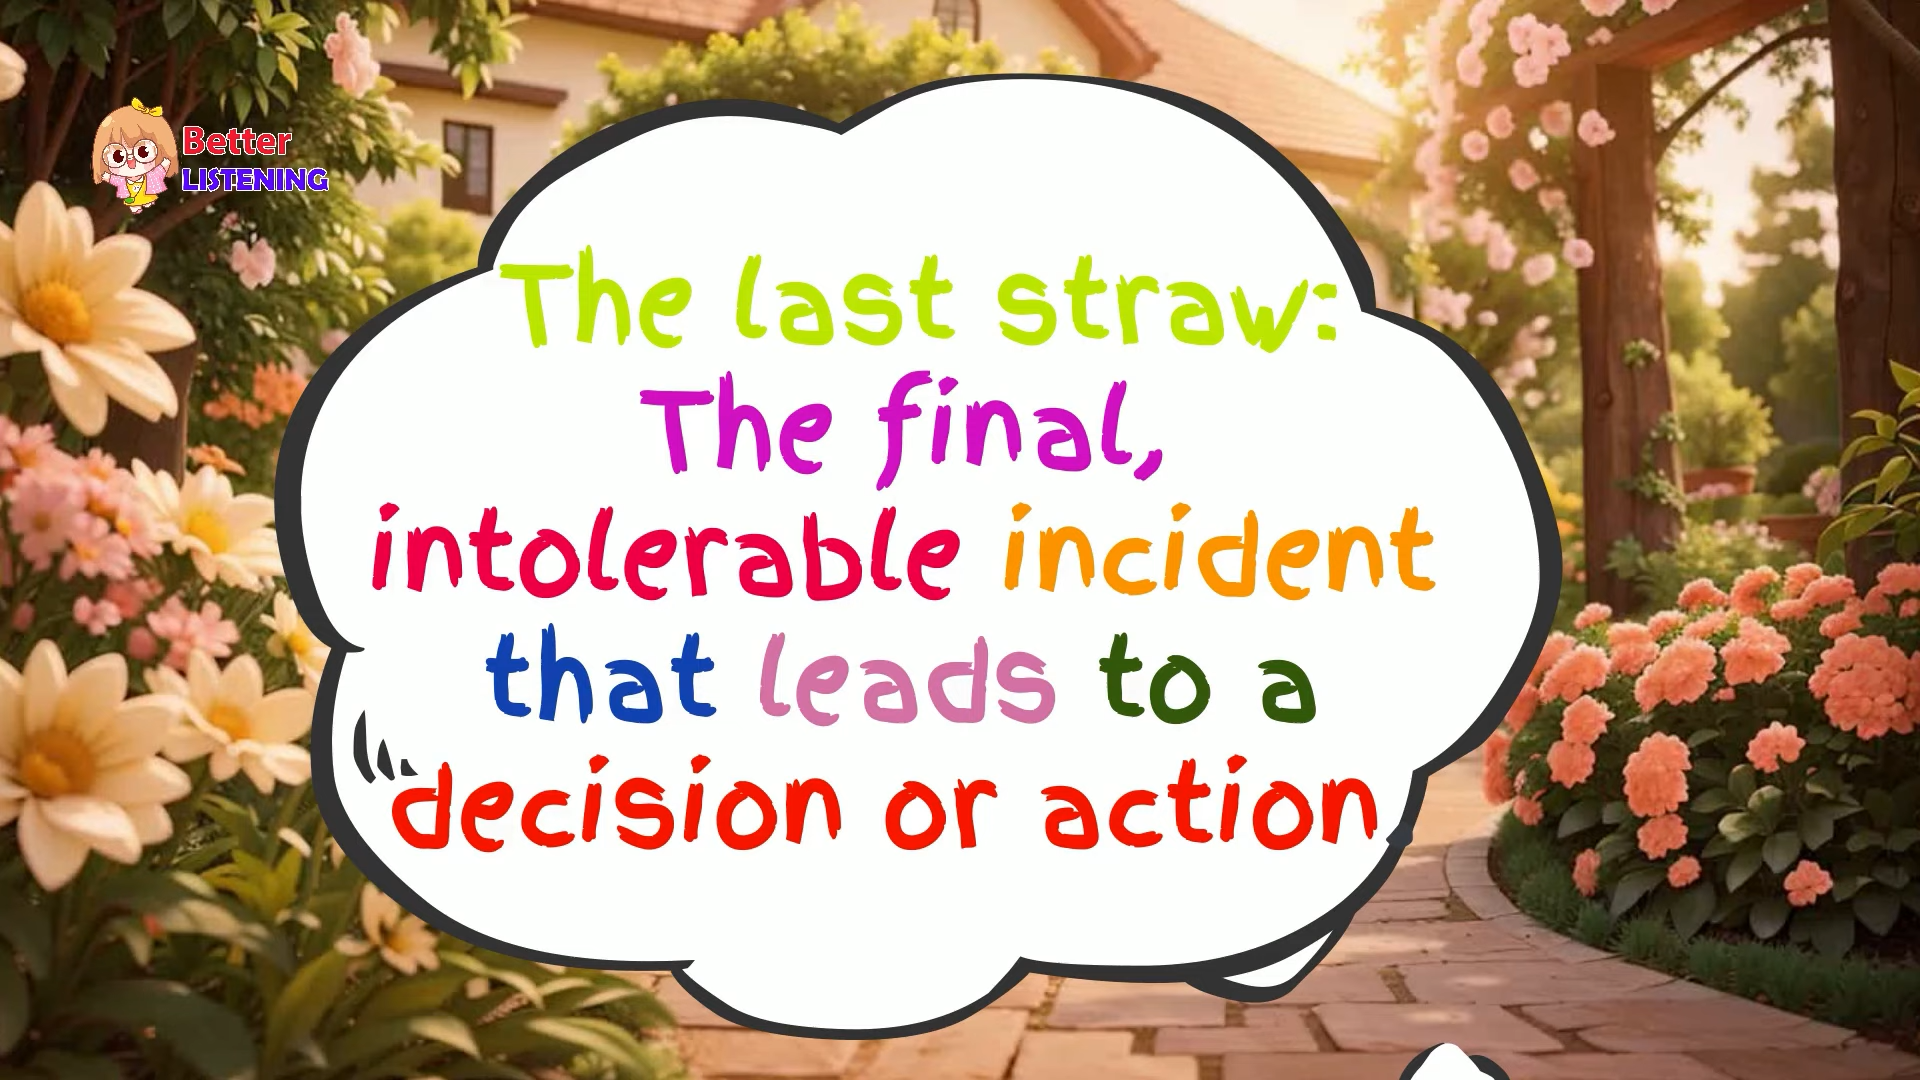 Better
LISTENING
The last straw:
The final,
intolerable incident
that leads to a
decision or action